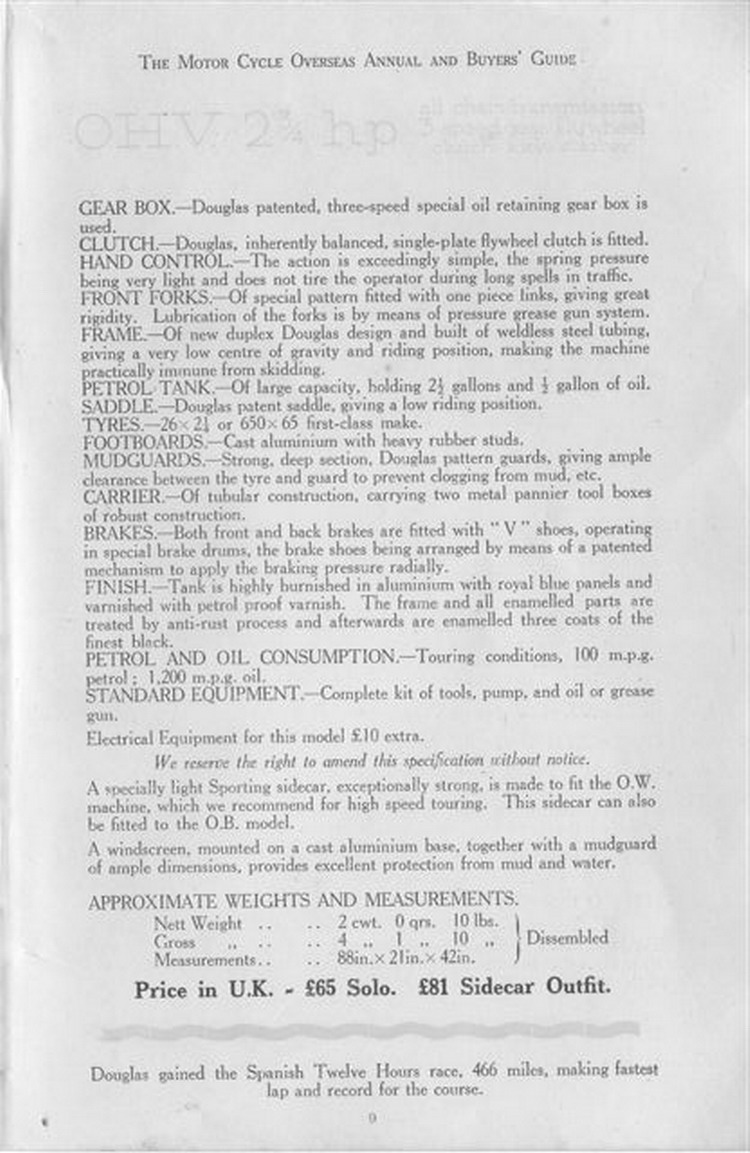 The Motor Cycle Overseas Annual and Buyers' Guide
OHV 2¾ hp
GEAR BOX.—Douglas patented, three-speed special oil retaining gear box is
used.
CLUTCH.—Douglas, inherently balanced, single-plate flywheel clutch is fitted.
HAND CONTROL.—The action is exceedingly simple, the spring pressure
being very light and does not tire the operator during long spells in traffic.
FRONT FORKS.—Of special pattern fitted with one piece links, giving great
rigidity. Lubrication of the forks is by means of pressure grease gun system.
FRAME.—Of new duplex Douglas design and built of weldless steel tubing,
giving a very low centre of gravity and riding position, making the machine
practically immune from skidding.
PETROL TANK.—Of large capacity, holding 2½ gallons and ½ gallon of oil.
SADDLE.—Douglas patent saddle, giving a low riding position.
TYRES.—26×2½ or 650×65 first-class make.
FOOTBOARDS.—Cast aluminium with heavy rubber studs.
MUDGUARDS.—Strong, deep section, Douglas pattern guards, giving ample
clearance between the tyre and guard to prevent clogging from mud, etc.
CARRIER.—Of tubular construction, carrying two metal pannier tool boxes
of robust construction.
BRAKES.—Both front and back brakes are fitted with "V" shoes, operating
in special brake drums, the brake shoes being arranged by means of a patented
mechanism to apply the braking pressure radially.
FINISH.—Tank is highly burnished in aluminium with royal blue panels and
varnished with petrol proof varnish. The frame and all enamelled parts are
treated by anti-rust process and afterwards are enamelled three coats of the
finest black.
PETROL AND OIL CONSUMPTION.—Touring conditions, 100 m.p.g.
petrol; 1,200 m.p.g. oil.
STANDARD EQUIPMENT.—Complete kit of tools, pump, and oil or grease
gun.
Electrical Equipment for this model £10 extra.
We reserve the right to amend this specification without notice.
A specially light Sporting sidecar, exceptionally strong, is made to fit the O.W.
machine, which we recommend for high speed touring. This sidecar can also
be fitted to the O.B. model.
A windscreen, mounted on a cast aluminium base, together with a mudguard
of ample dimensions, provides excellent protection from mud and water.
APPROXIMATE WEIGHTS AND MEASUREMENTS.
Nett Weight .. .. 2 cwt. 0 qrs. 10 lbs.
Gross ,, .. .. 4 ,, 1 ,, 10 ,, Dissembled
Measurements.. .. 88in.×21in.×42in.
Price in U.K. - £65 Solo. £81 Sidecar Outfit.
Douglas gained the Spanish Twelve Hours race, 466 miles, making fastest
lap and record for the course.
9